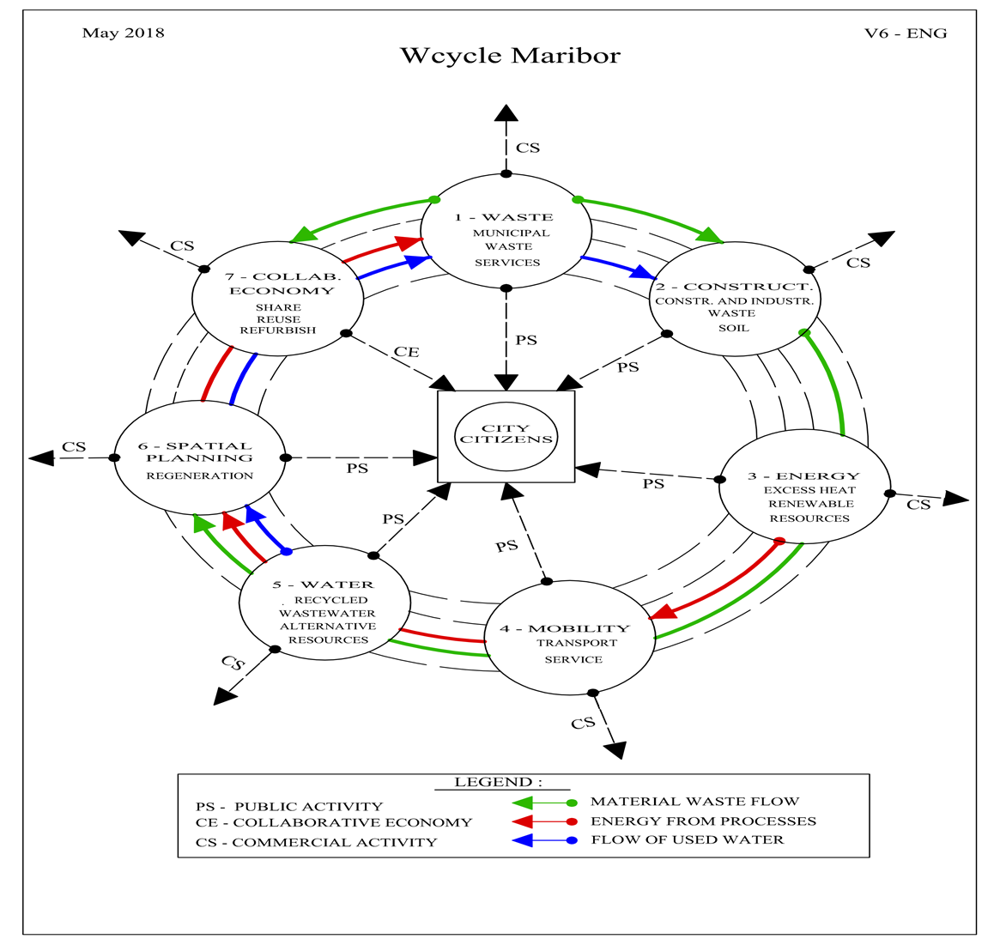 May 2018
V6 - ENG
Wcycle Maribor
CS
1 - WASTE
MUNICIPAL
WASTE
SERVICES
CS
7 - COLLAB.
ECONOMY
SHARE
REUSE
REFURBISH
CS
2 - CONSTRUCT.
CONSTR. AND INDUSTR.
WASTE
SOIL
PS
CE
PS
CITY
CITIZENS
CS
6 - SPATIAL
PLANNING
REGENERATION
PS
PS
3 - ENERGY
EXCESS HEAT
RENEWABLE
RESOURCES
CS
PS
PS
5 - WATER
. RECYCLED
WASTEWATER
ALTERNATIVE
RESOURCES
4 - MOBILITY
TRANSPORT
SERVICE
CS
CS
LEGEND :
PS - PUBLIC ACTIVITY
CE - COLLABORATIVE ECONOMY
CS - COMMERCIAL ACTIVITY
MATERIAL WASTE FLOW
ENERGY FROM PROCESSES
FLOW OF USED WATER